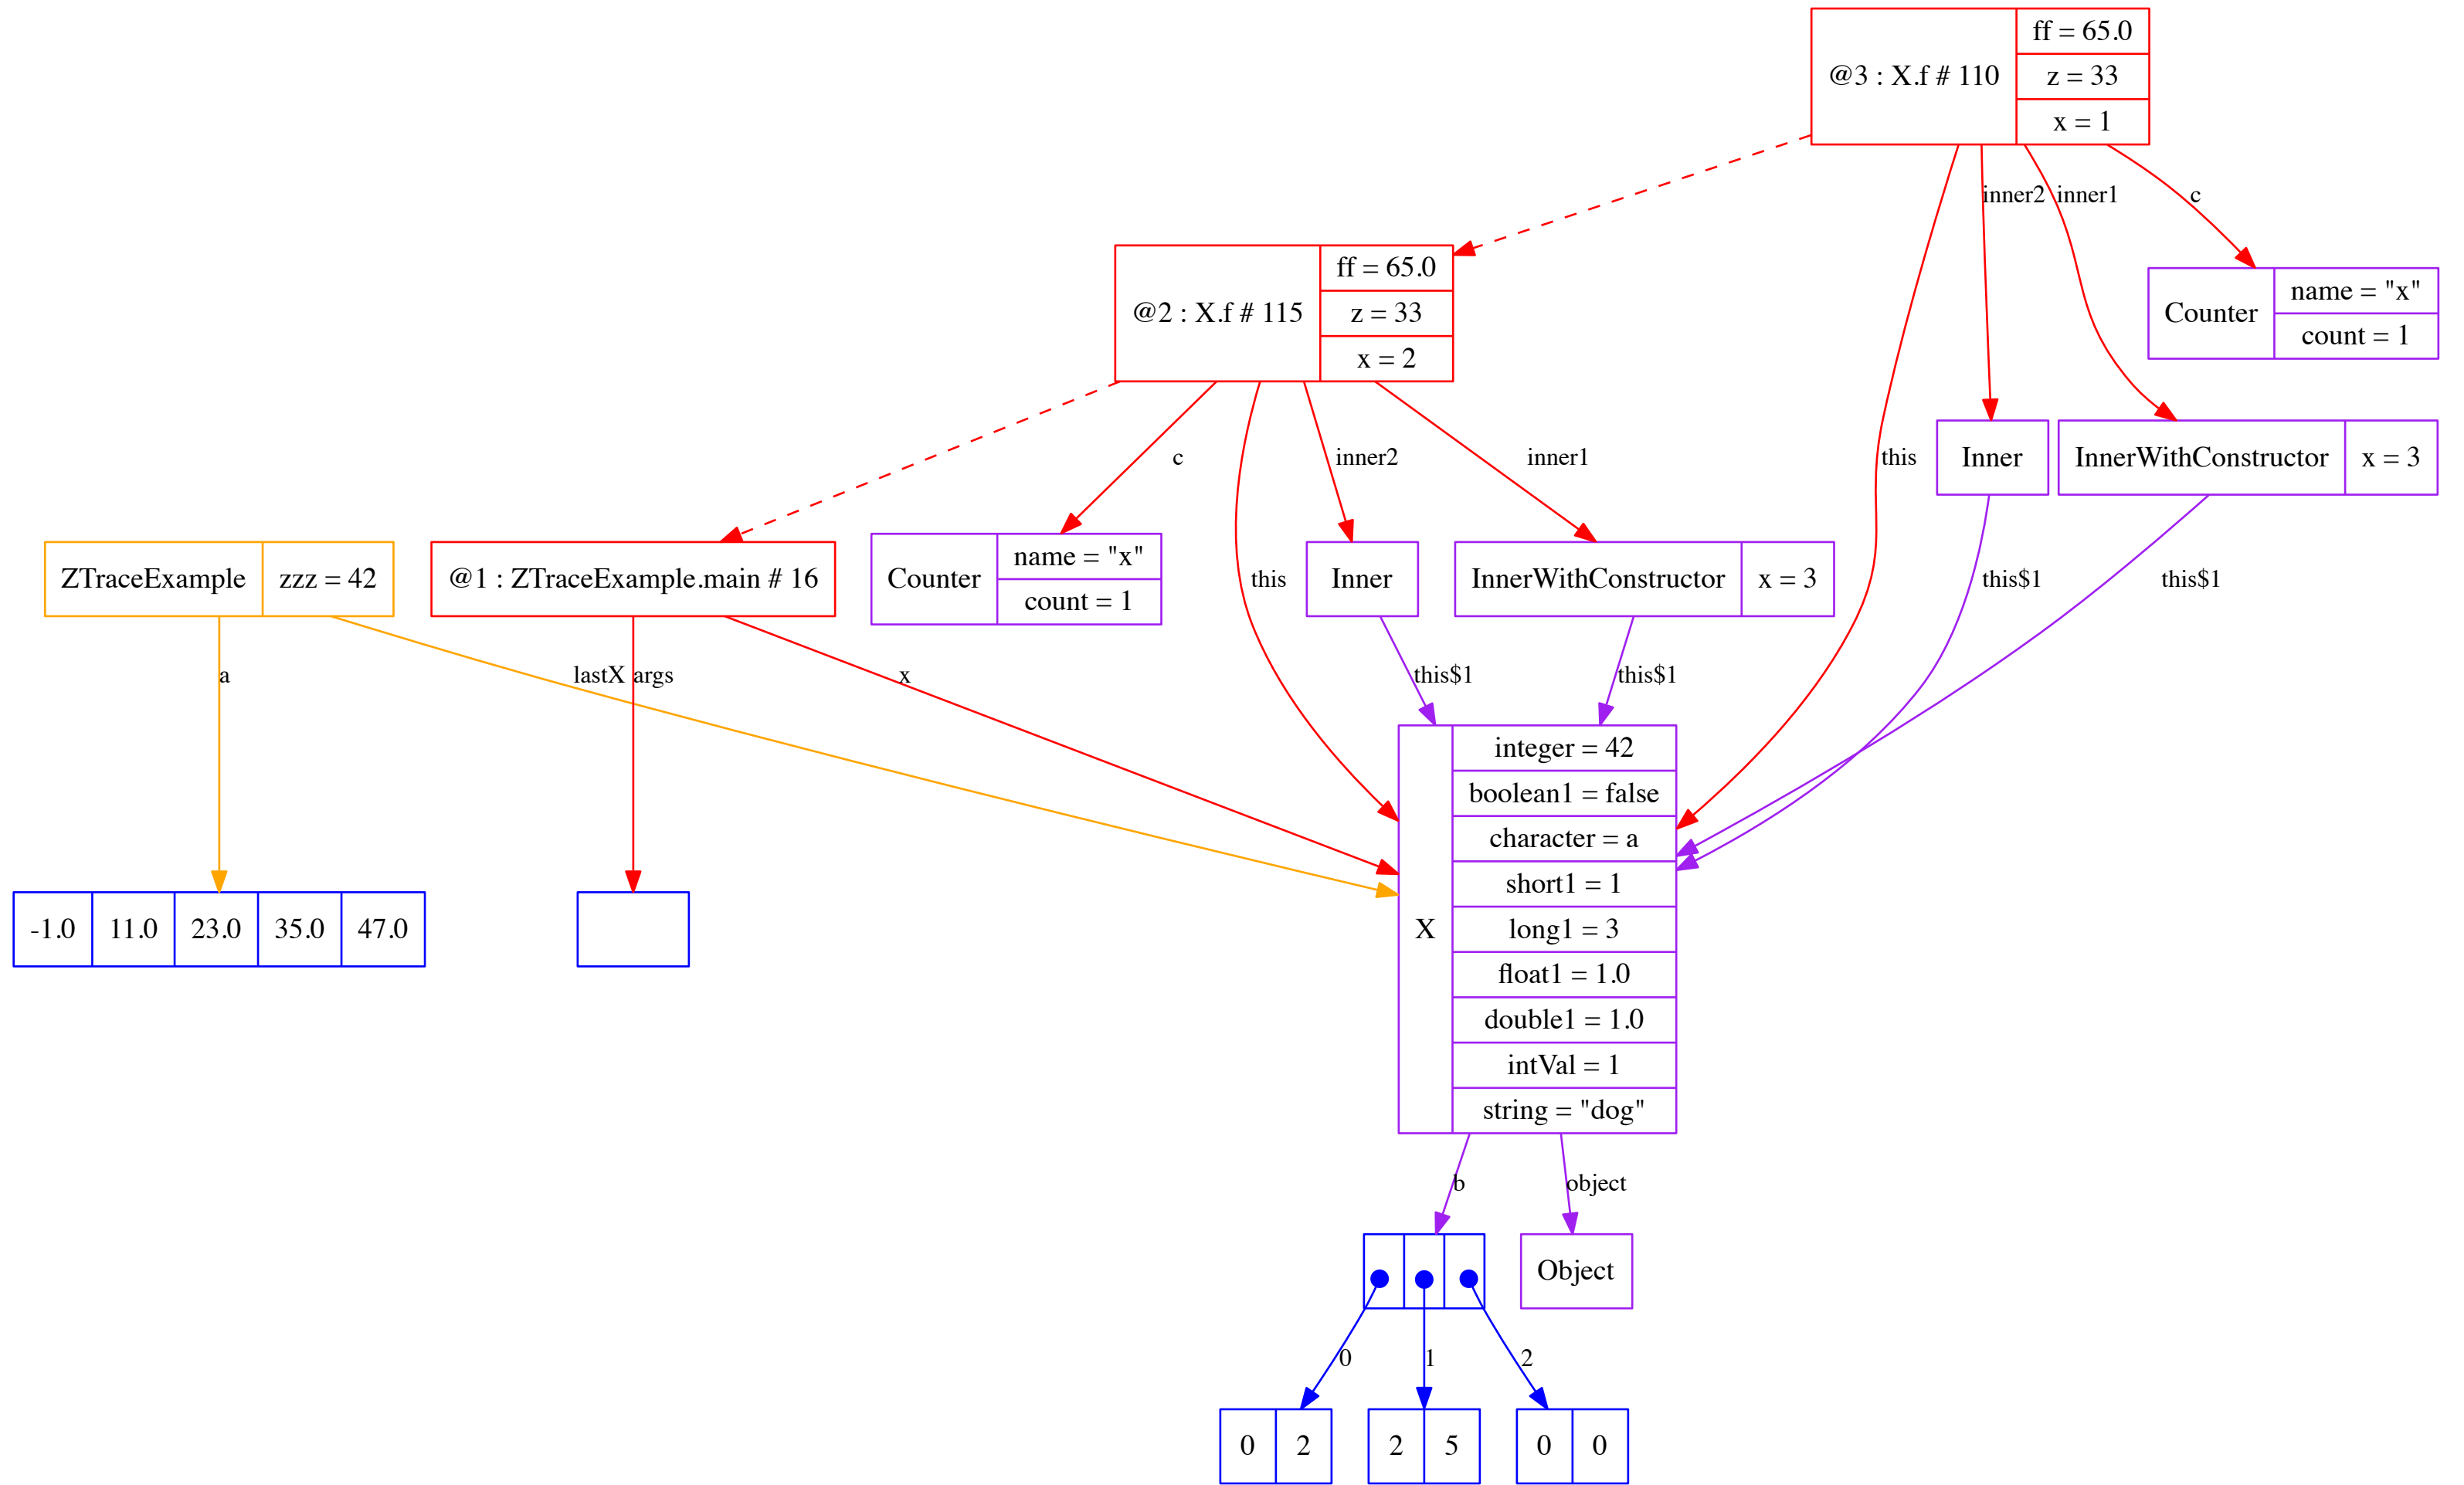 @3 : X.f # 110
ff = 65.0
z = 33
x = 1
inner2
inner1
c
@2 : X.f # 115
ff = 65.0
z = 33
x = 2
Counter
name = "x"
count = 1
c
inner2
inner1
this
Inner
InnerWithConstructor
x = 3
ZTraceExample
zzz = 42
@1 : ZTraceExample.main # 16
Counter
name = "x"
count = 1
this
Inner
InnerWithConstructor
x = 3
this$1
this$1
a
lastX
args
x
this$1
this$1
X
integer = 42
boolean1 = false
character = a
short1 = 1
long1 = 3
float1 = 1.0
double1 = 1.0
intVal = 1
string = "dog"
-1.0
11.0
23.0
35.0
47.0
b
object
Object
0
1
2
0
2
2
5
0
0